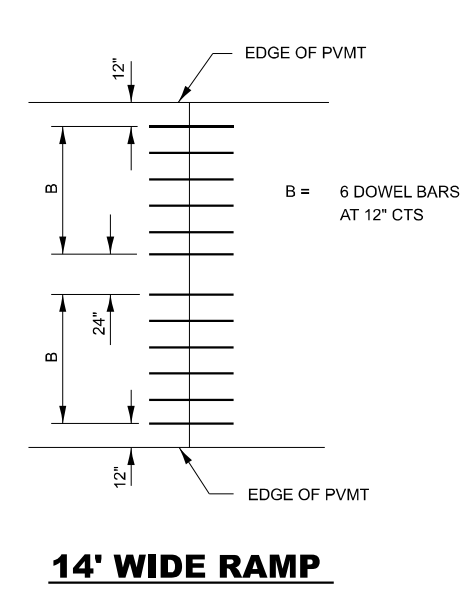 EDGE OF PVMT
12"
B
B = 6 DOWEL BARS
AT 12" CTS
24"
B
12"
EDGE OF PVMT
14' WIDE RAMP